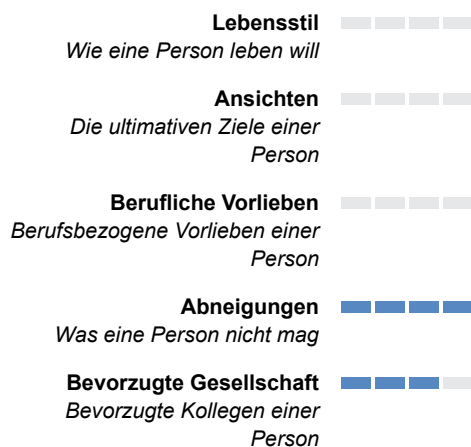 Lebensstil
Wie eine Person leben will
Ansichten
Die ultimativen Ziele einer
Person
Berufliche Vorlieben
Berufsbezogene Vorlieben einer
Person
Abneigungen
Was eine Person nicht mag
Bevorzugte Gesellschaft
Bevorzugte Kollegen einer
Person